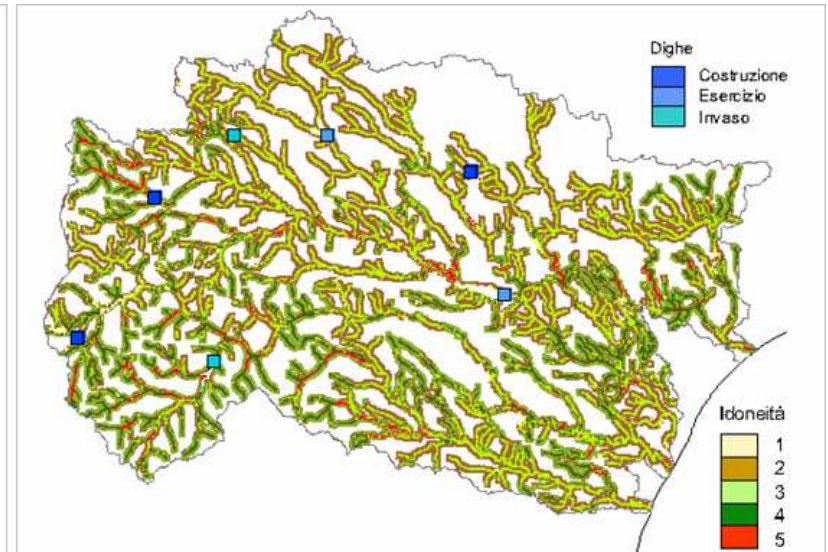 Dighe
Costruzione
Esercizio
Invaso
Idoneità
1
2
3
4
5